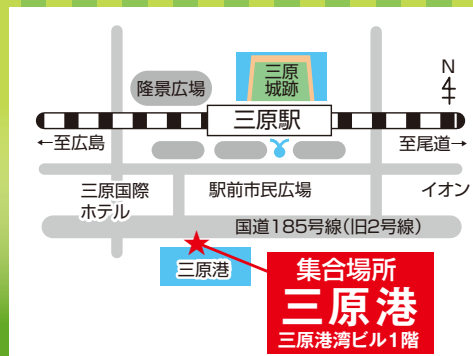 三原
城跡
隆景広場
N
三原駅
←至広島
至尾道→
三原国際
ホテル
駅前市民広場
イオン
国道185号線(旧2号線)
三原港
集合場所
三原港
三原港湾ビル1階